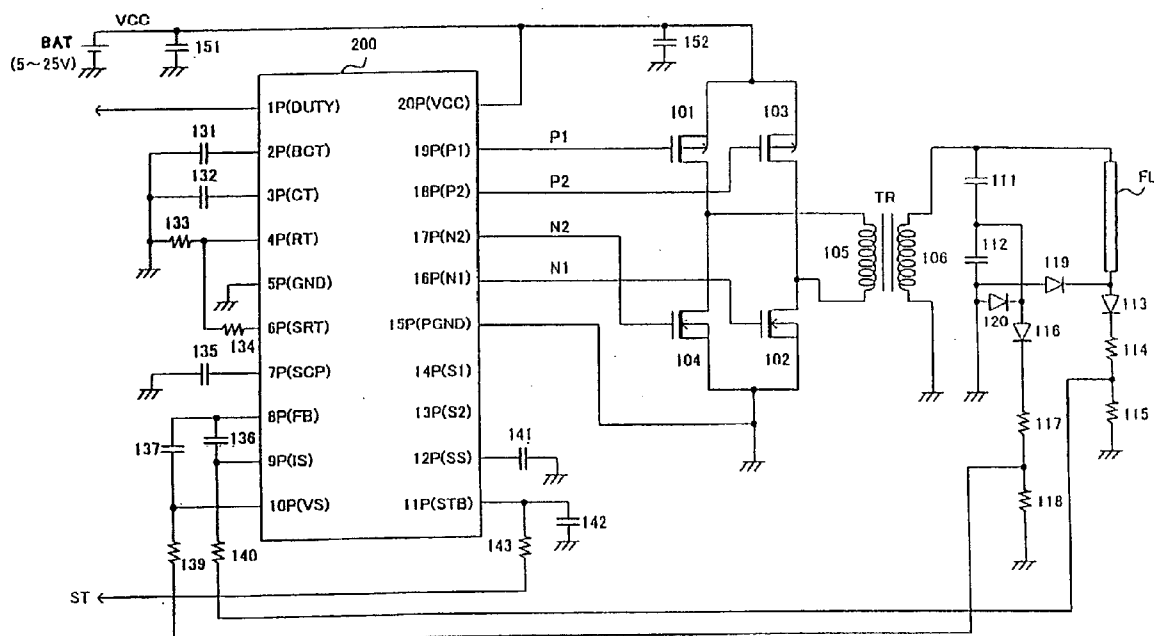 VCC
BAT
(5~25V)
151
152
200
1P(DUTY)
20P(VCC)
101
103
131
2P(BCT)
19P(P1)
P1
132
3P(CT)
18P(P2)
P2
TR
111
FL
133
4P(RT)
17P(N2)
N2
105
106
112
119
5P(GND)
16P(N1)
N1
120
113
6P(SRT)
134
15P(PGND)
104
102
116
114
135
7P(SCP)
14P(S1)
8P(FB)
13P(S2)
115
137
136
141
117
9P(IS)
12P(SS)
10P(VS)
11P(STB)
142
118
139
140
143
ST